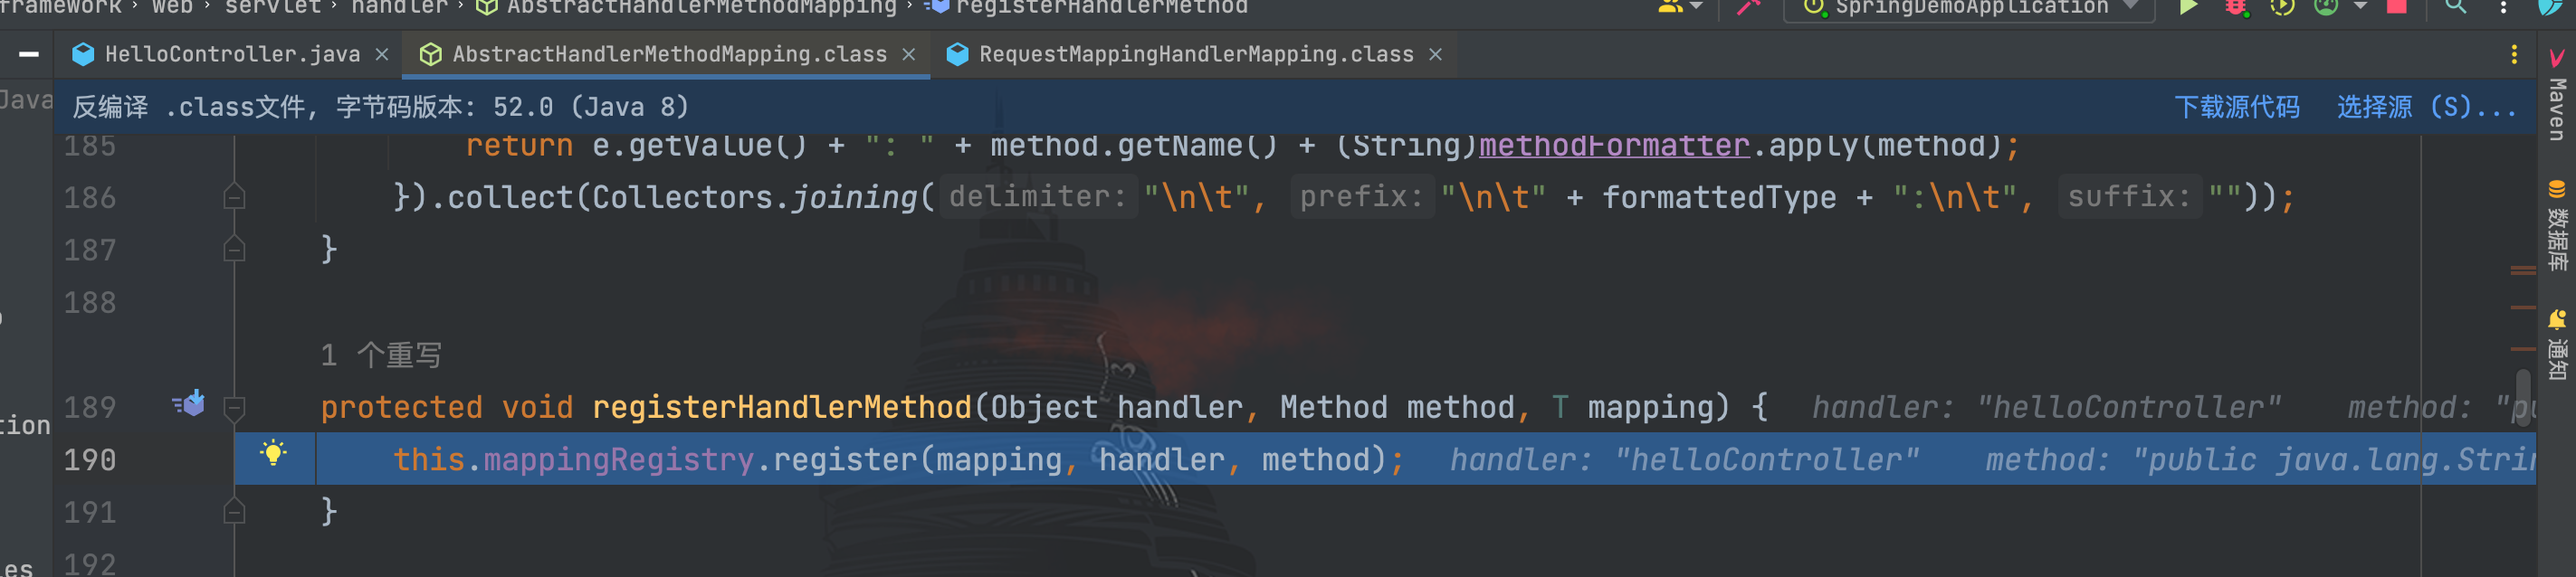 framework › web › servlet › handler › AbstractHandlerMethodMapping › registerHandlerMethod SpringDemoApplication
HelloController.java AbstractHandlerMethodMapping.class RequestMappingHandlerMapping.class
Java
反编译 .class文件, 字节码版本: 52.0 (Java 8) 下载源代码 选择源 (S)...
185 return e.getValue() + ": " + method.getName() + (String)methodFormatter.apply(method);
186 }).collect(Collectors.joining( delimiter: "\n\t", prefix: "\n\t" + formattedType + ":\n\t", suffix: ""));
187 }
188
1 个重写
189 protected void registerHandlerMethod(Object handler, Method method, T mapping) { handler: "helloController" method: "pu
tion
190 this.mappingRegistry.register(mapping, handler, method); handler: "helloController" method: "public java.lang.Strin
191 }
192
les
Maven
数据库
通知